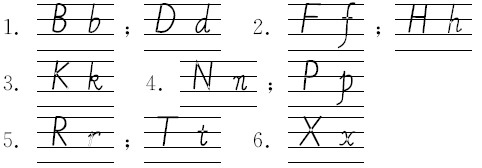 1. B b ; D d 2. F f ; H h
3. K k 4. N n ; P p
5. R r ; T t 6. X x